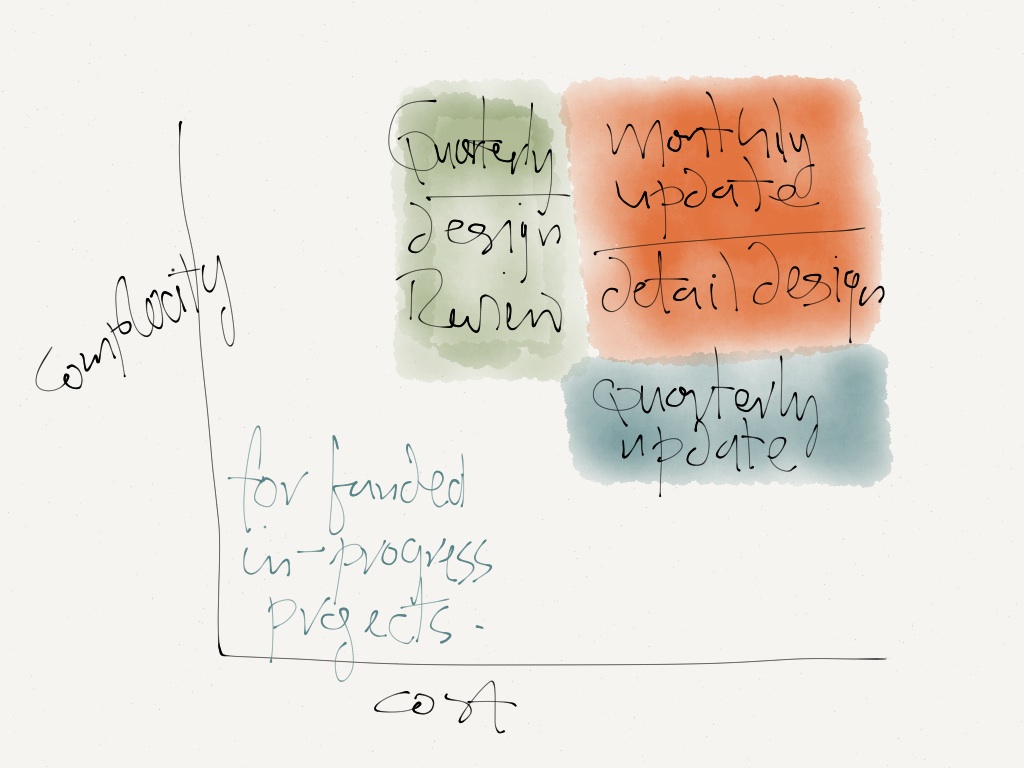 Quarterly
design
Review
Monthly
update
detail design
Quarterly
update
Complexity
for funded
in-progress
projects.
cost